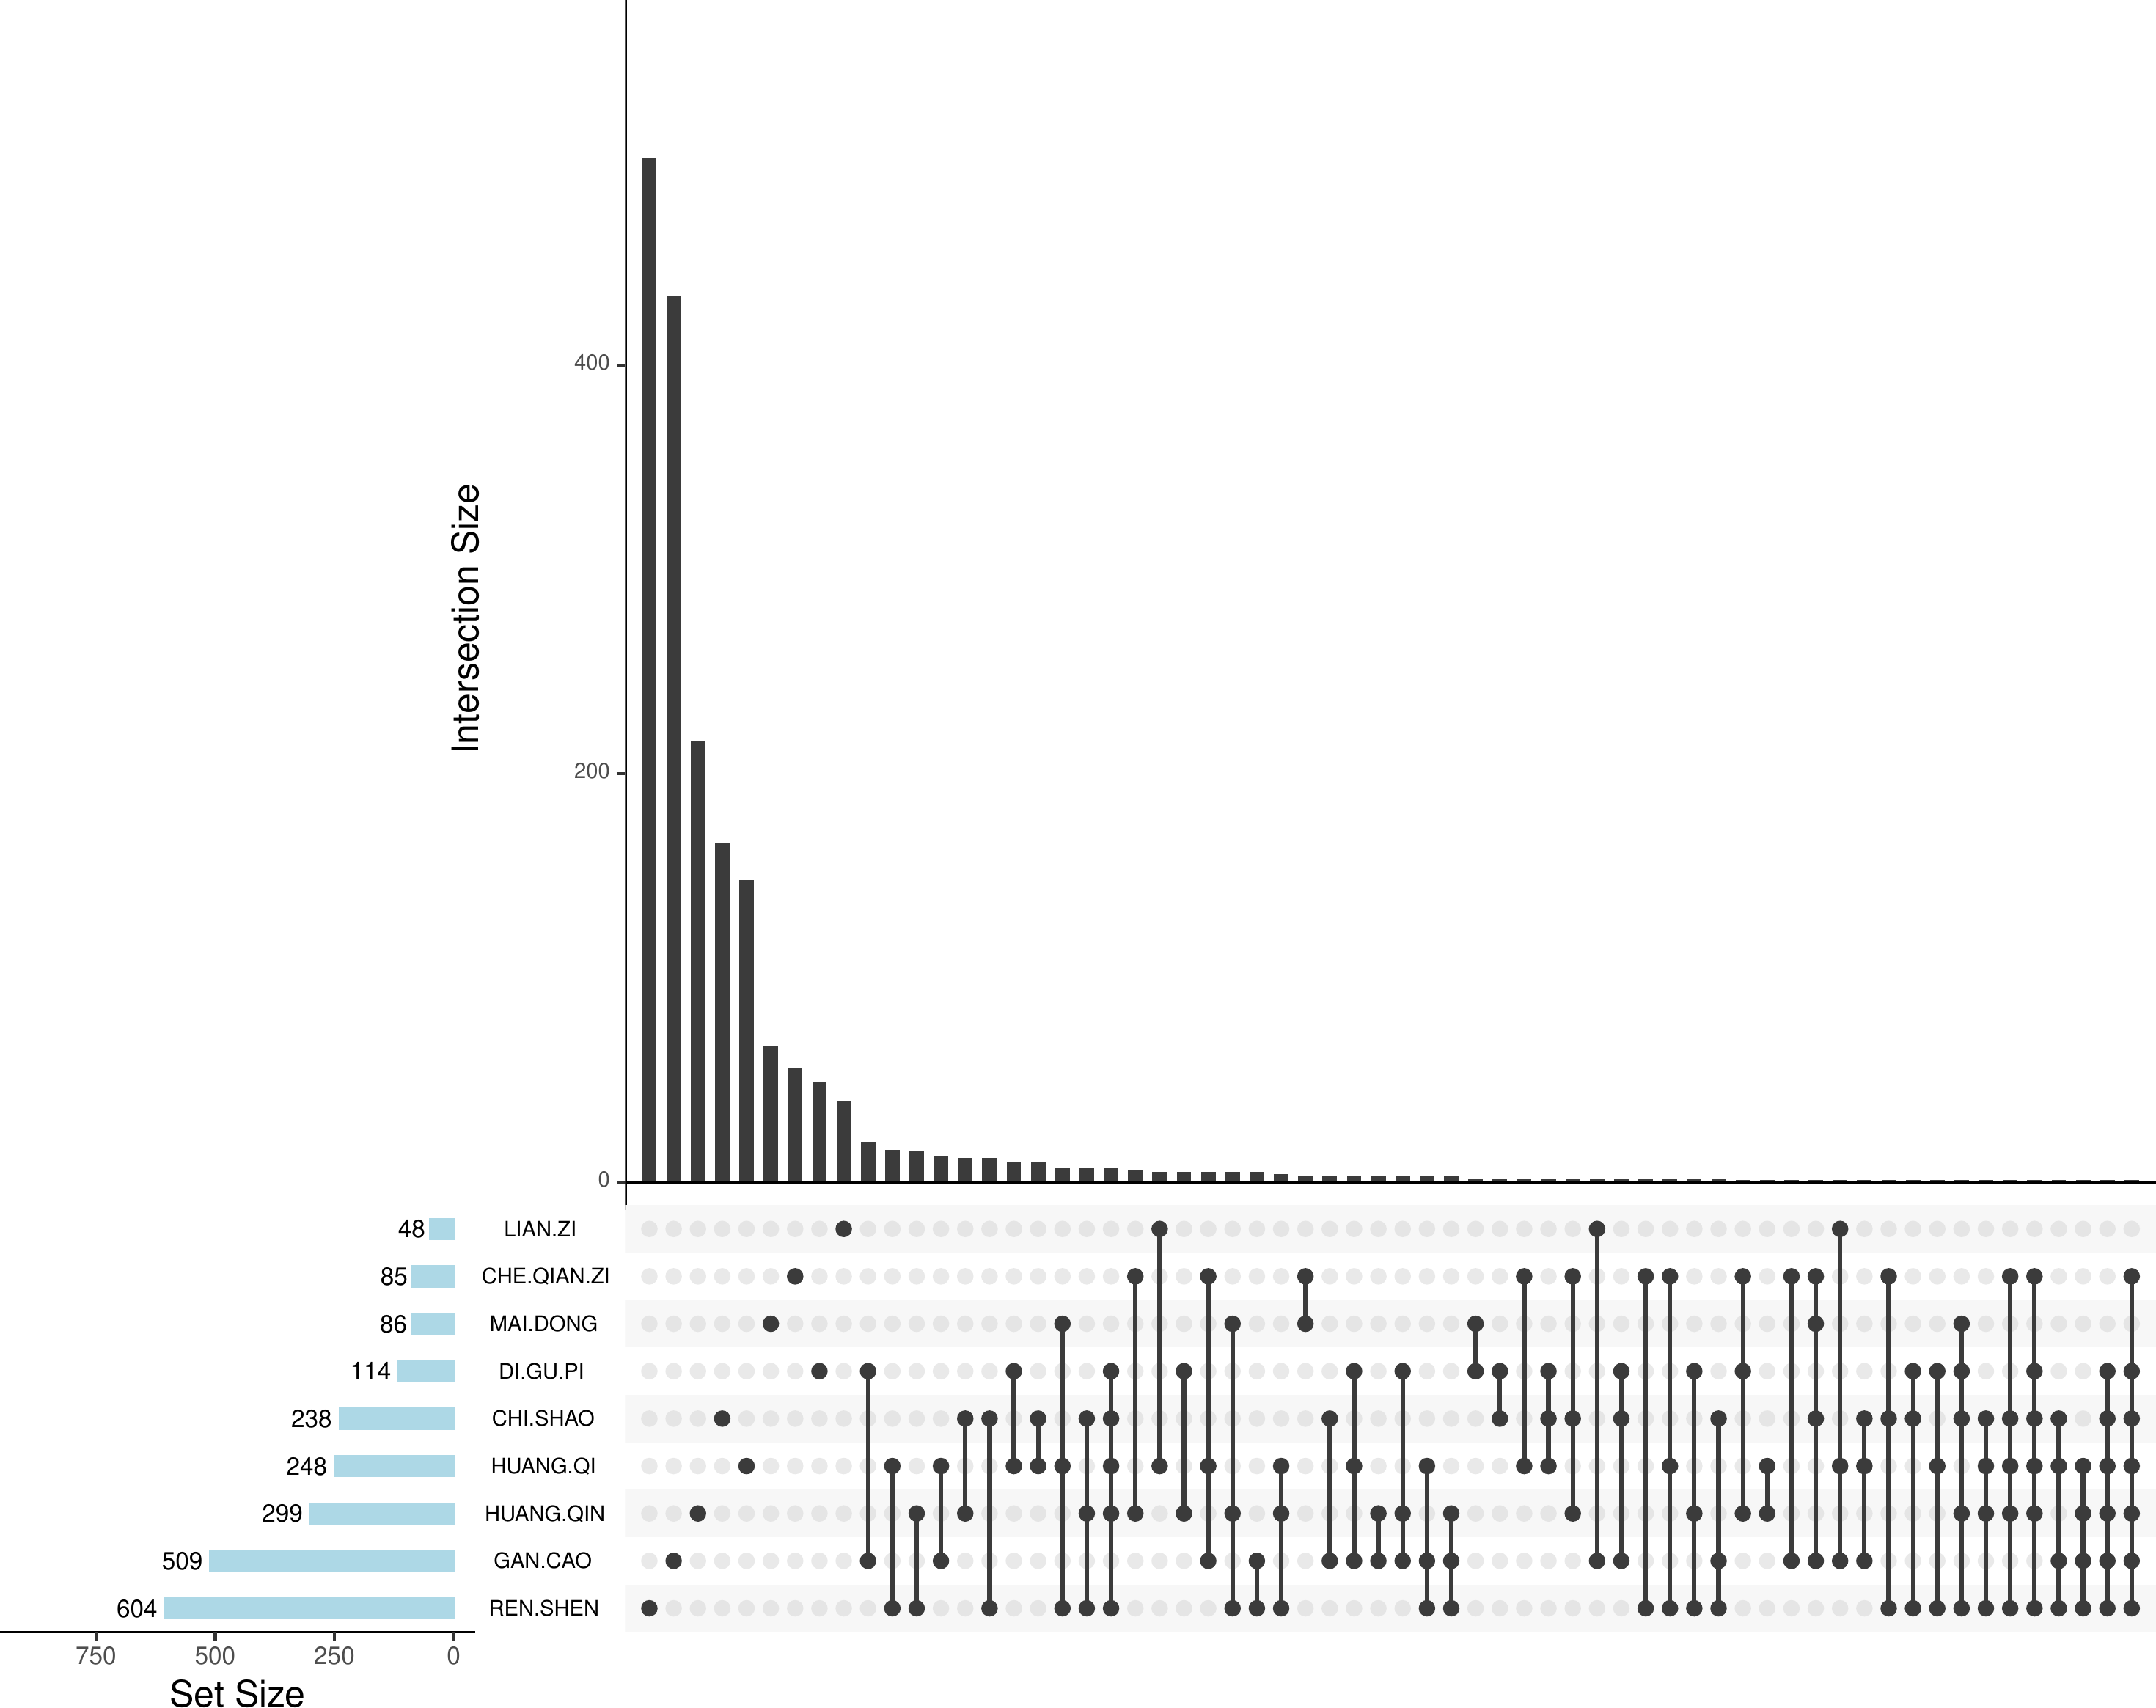 Intersection Size
400
200
0
48 LIAN.ZI
85 CHE.QIAN.ZI
86 MAI.DONG
114 DI.GU.PI
238 CHI.SHAO
248 HUANG.QI
299 HUANG.QIN
509 GAN.CAO
604 REN.SHEN
750 500 250 0
Set Size